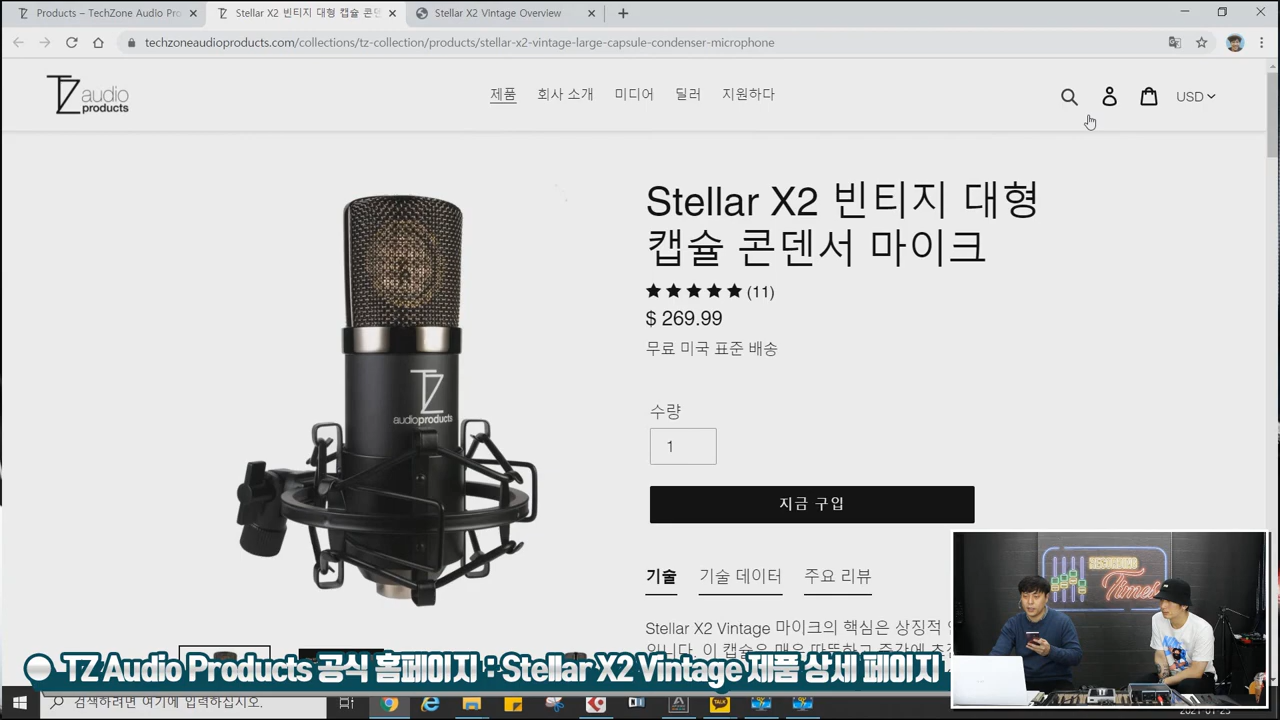 Products – TechZone Audio Pro
Stellar X2 빈티지 대형 캡슐 콘덴
Stellar X2 VIntage Overview
techzoneaudioproducts.com/collections/tz-collection/products/stellar-x2-vintage-large-capsule-condenser-microphone
TZ audio products
제품
회사 소개
미디어
딜러
지원하다
USD
Stellar X2 빈티지 대형
캡슐 콘덴서 마이크
(11)
$ 269.99
무료 미국 표준 배송
수량
1
지금 구입
TZ
audioproducts
기술
기술 데이터
주요 리뷰
Stellar X2 Vintage 마이크의 핵심은 상징적
RECORDING
Times
TZ Audio Products 공식 홈페이지 : Stellar X2 Vintage 제품 상세 페이지
검색하려면 여기에 입력하십시오.
TALK